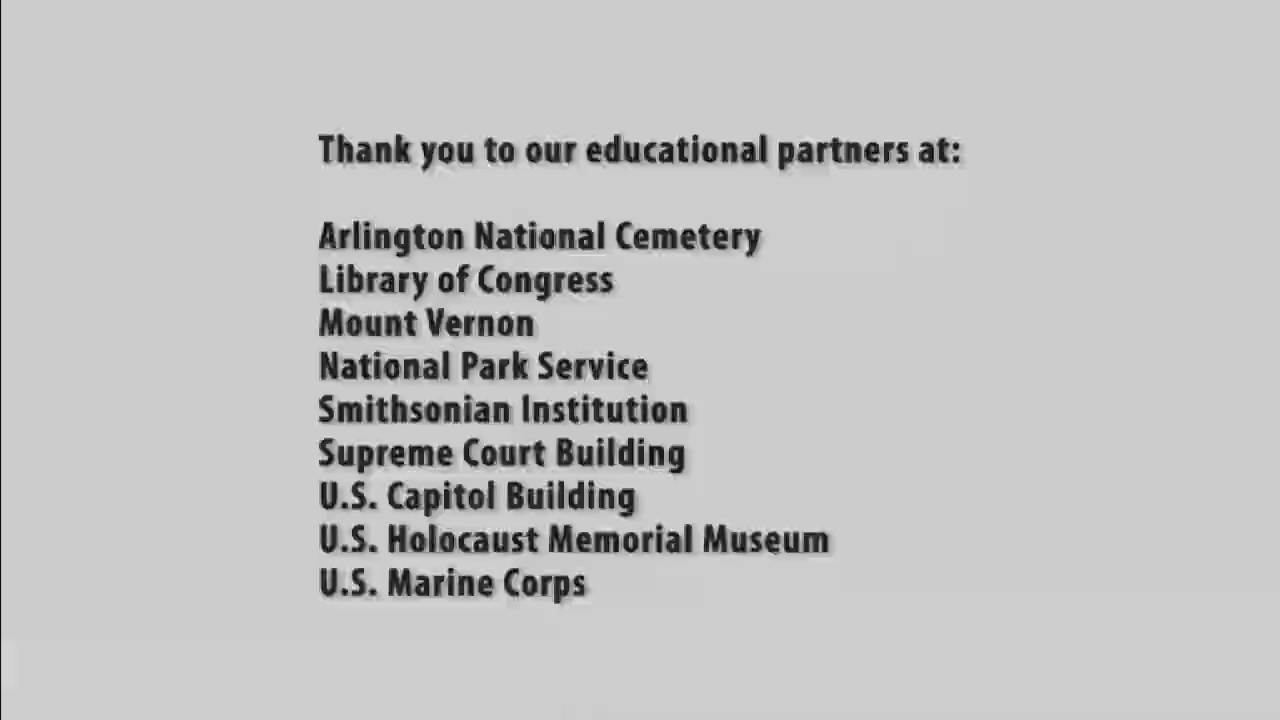 Thank you to our educational partners at:
Arlington National Cemetery
Library of Congress
Mount Vernon
National Park Service
Smithsonian Institution
Supreme Court Building
U.S. Capitol Building
U.S. Holocaust Memorial Museum
U.S. Marine Corps